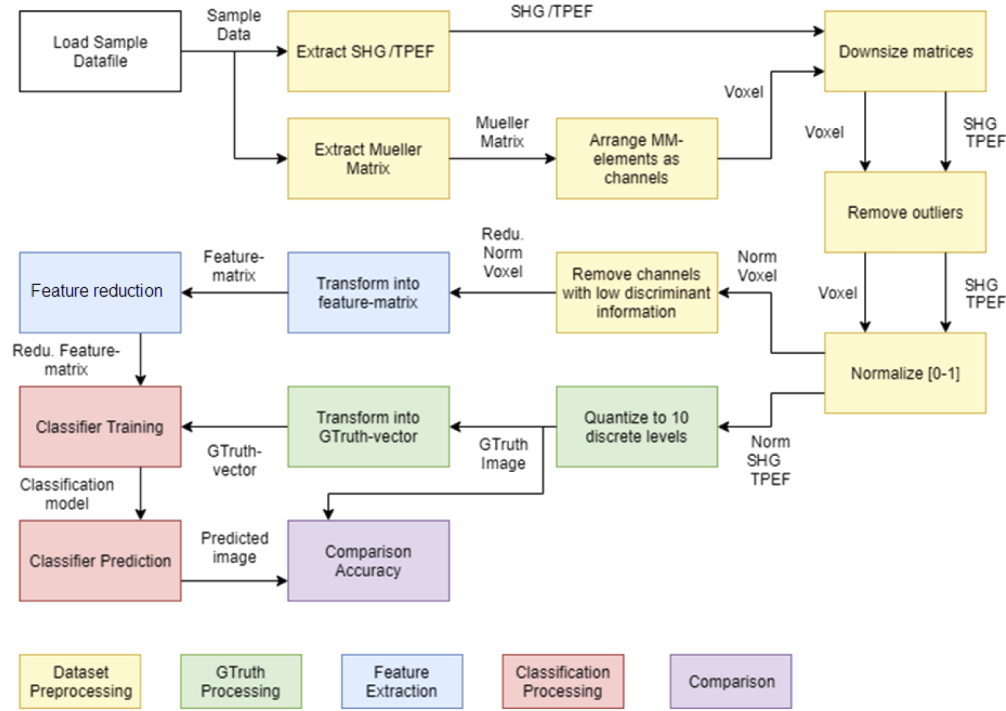 Load Sample
Datafile
Sample
Data
Extract SHG /TPEF
SHG /TPEF
Downsize matrices
Extract Mueller
Matrix
Mueller
Matrix
Arrange MM-
elements as
channels
Voxel
Voxel
SHG
TPEF
Remove outliers
Voxel
SHG
TPEF
Normalize [0-1]
Norm
Voxel
Remove channels
with low discriminant
information
Redu.
Norm
Voxel
Transform into
feature-matrix
Feature-
matrix
Feature reduction
Redu. Feature-
matrix
Norm
SHG
TPEF
Quantize to 10
discrete levels
GTruth
Image
Transform into
GTruth-vector
GTruth-
vector
Classifier Training
Classification
model
Classifier Prediction
Predicted
image
Comparison
Accuracy
Dataset
Preprocessing
GTruth
Processing
Feature
Extraction
Classification
Processing
Comparison